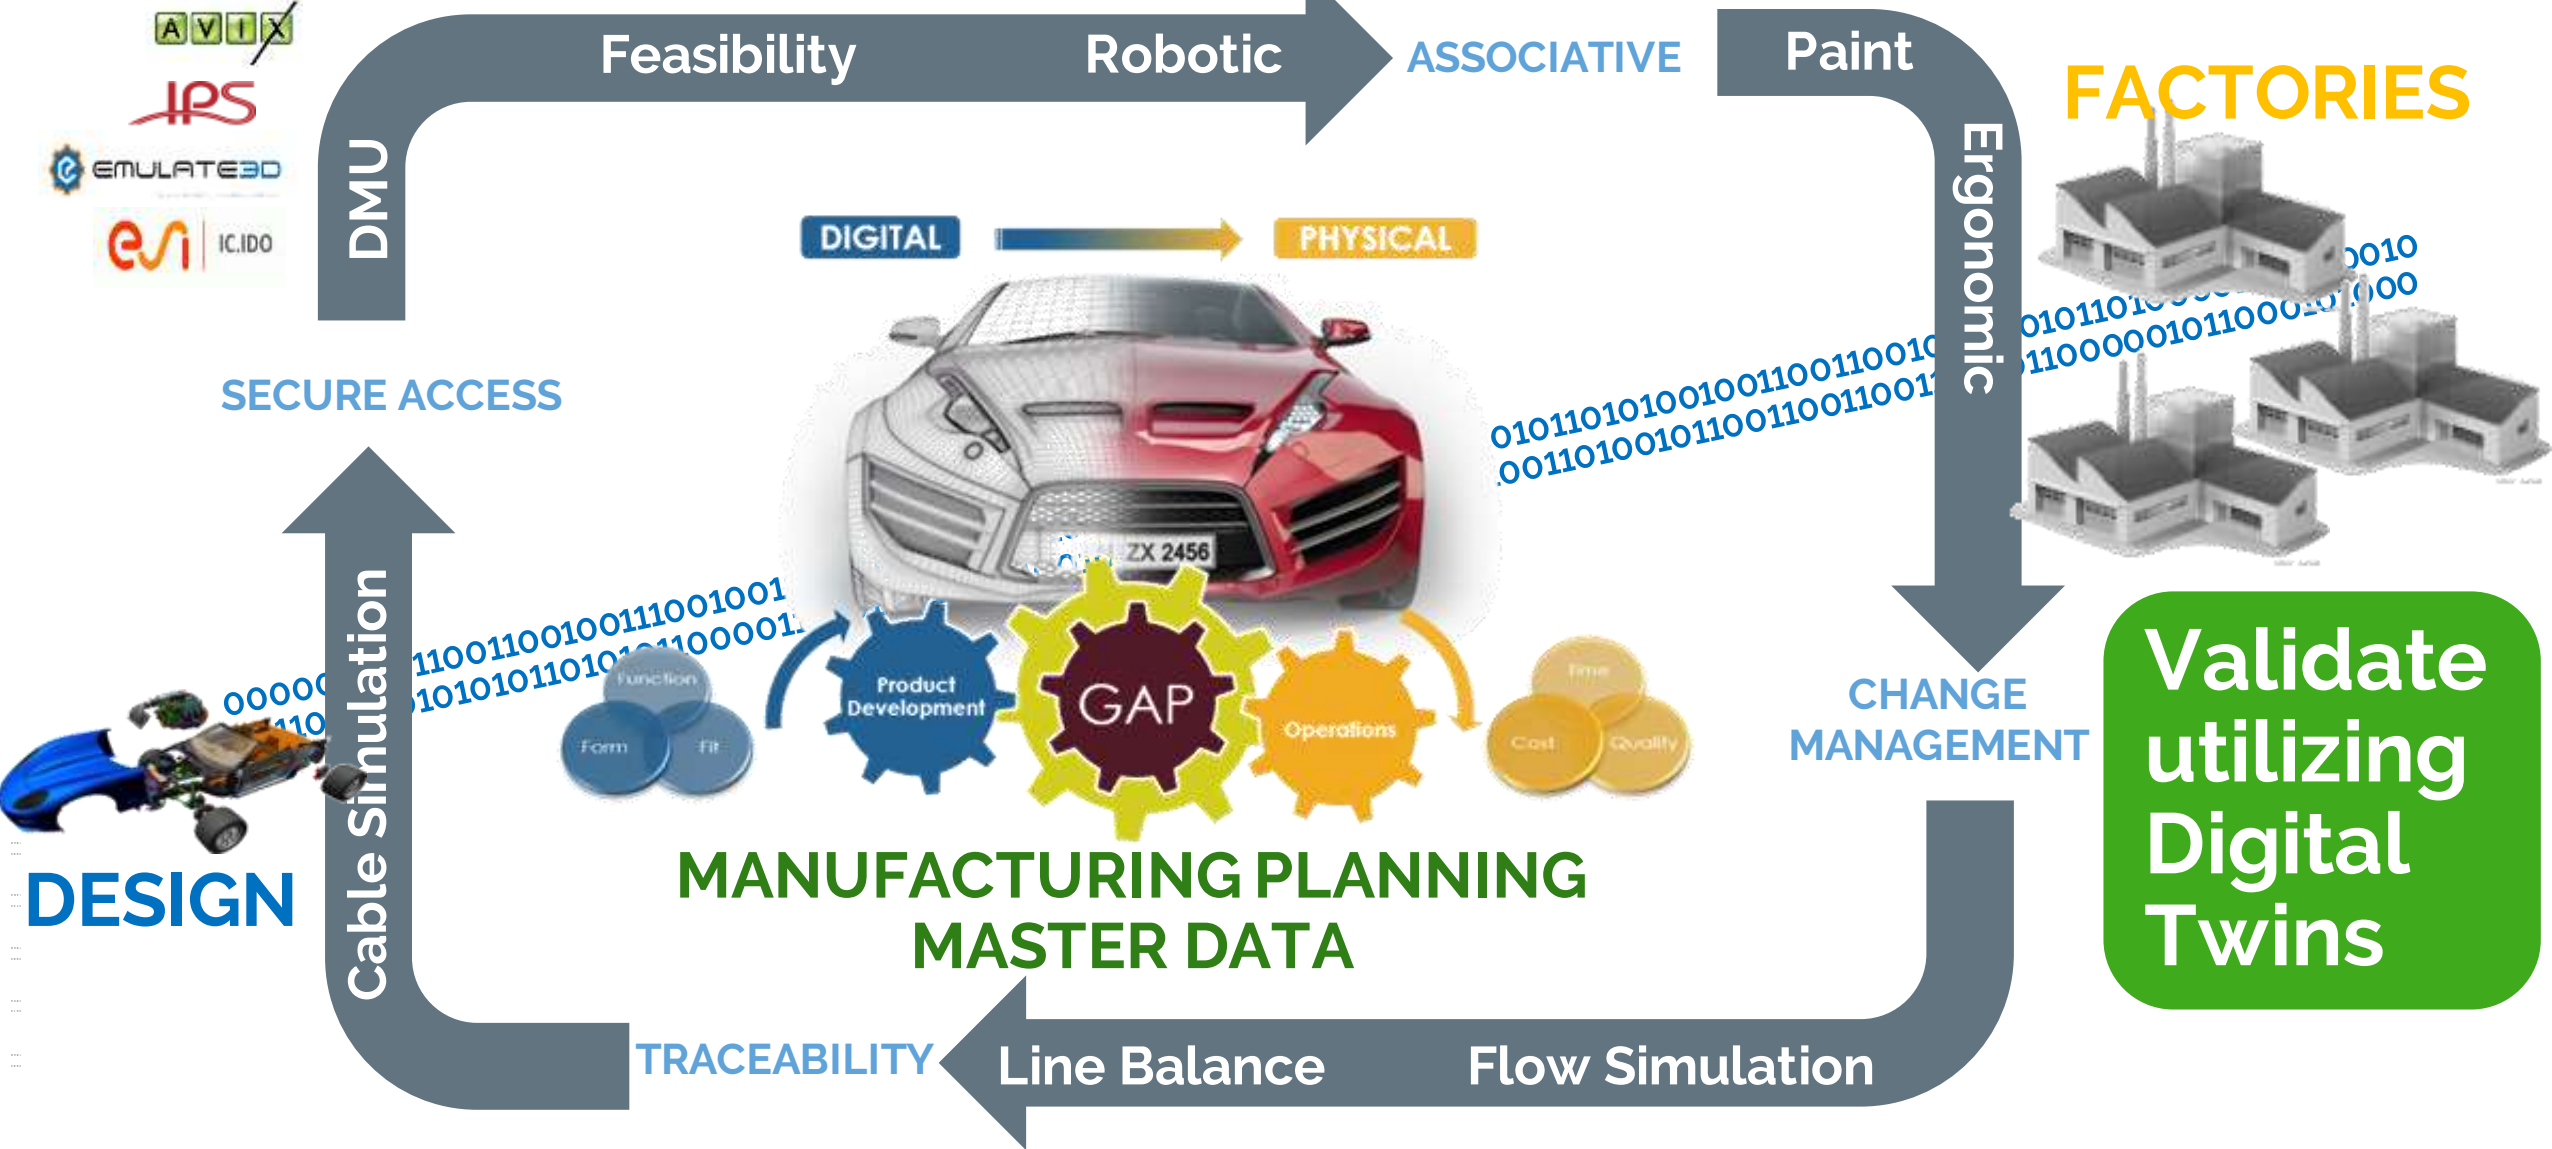 AVIX
Feasibility
Robotic
ASSOCIATIVE
Paint
FACTORIES
IPS
EMULATE3D
esi IC.IDO
DMU
Ergonomic
DIGITAL
PHYSICAL
SECURE ACCESS
ZX 2456
Cable Simulation
Function
Form
Fit
Product
Development
GAP
Operations
Time
Cost
Quality
CHANGE
MANAGEMENT
Validate
utilizing
Digital
Twins
DESIGN
MANUFACTURING PLANNING
MASTER DATA
TRACEABILITY
Line Balance
Flow Simulation